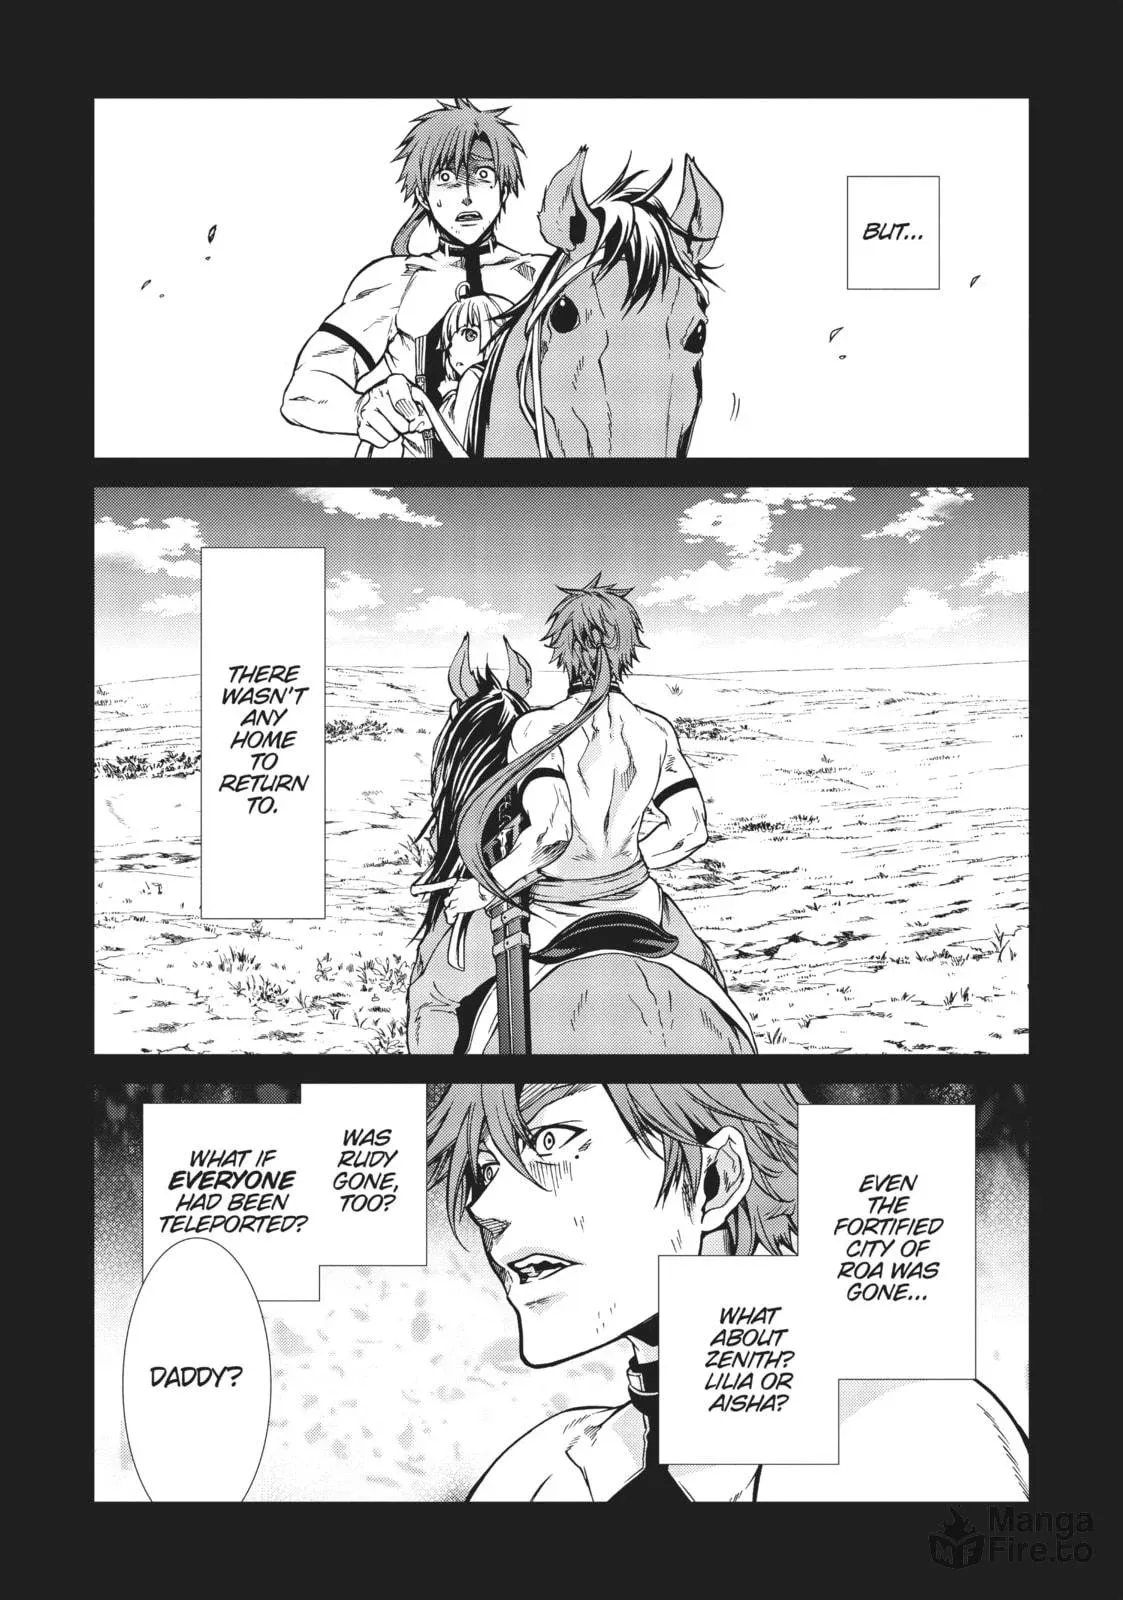 BUT...
THERE
WASN'T
ANY
HOME
TO
RETURN
TO.
EVEN
THE
FORTIFIED
CITY OF
ROA WAS
GONE...
WHAT
ABOUT
ZENITH?
LILIA OR
AISHA?
WAS
RUDY
GONE,
TOO?
WHAT IF
EVERYONE
HAD BEEN
TELEPORTED?
DADDY?
Manga
Fire.to
MF